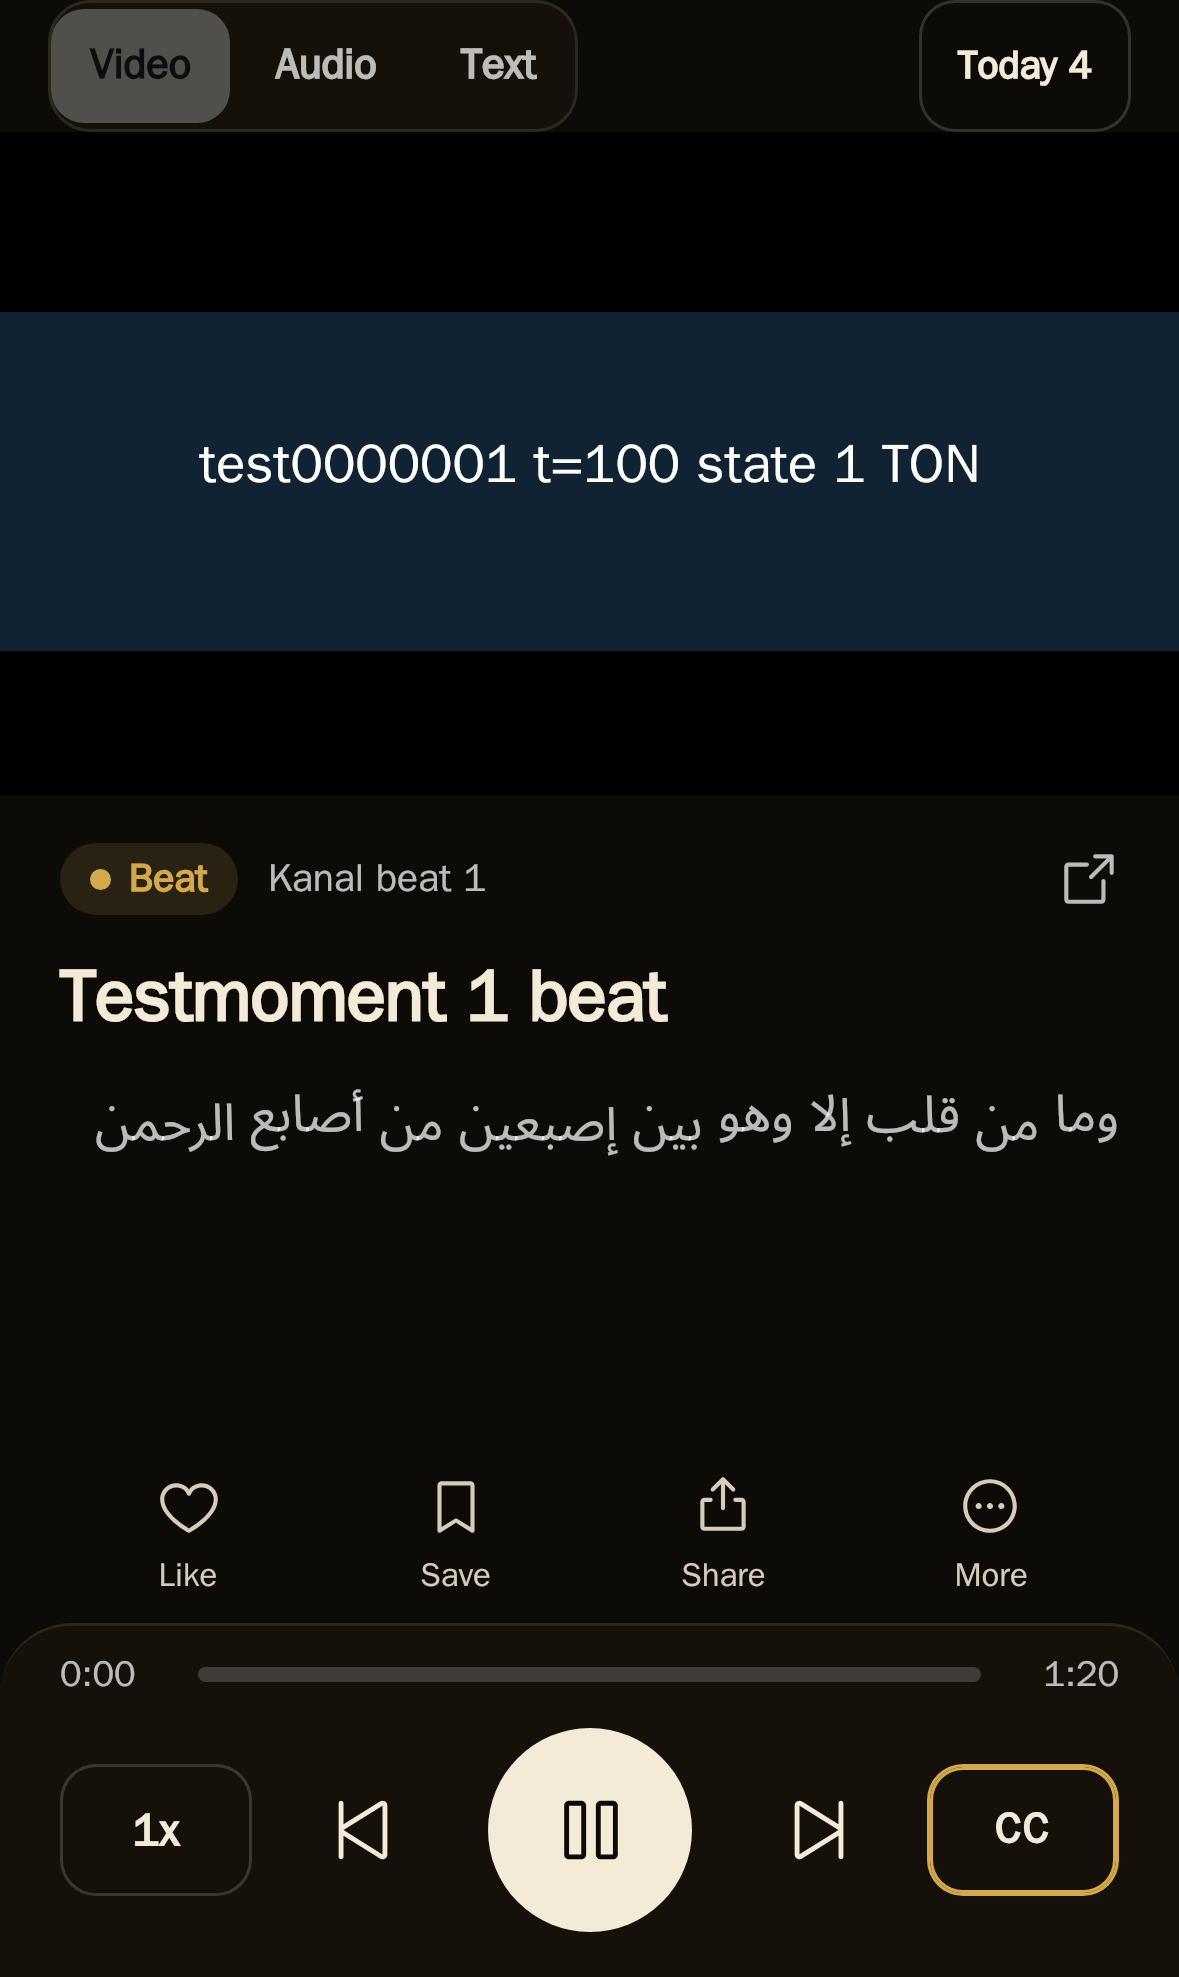 Video Audio Text Today 4
test0000001 t=100 state 1 TON
Beat Kanal beat 1
Testmoment 1 beat
وما من قلب إلا وهو بين إصبعين من أصابع الرحمن
Like Save Share More
0:00 1:20
1x CC